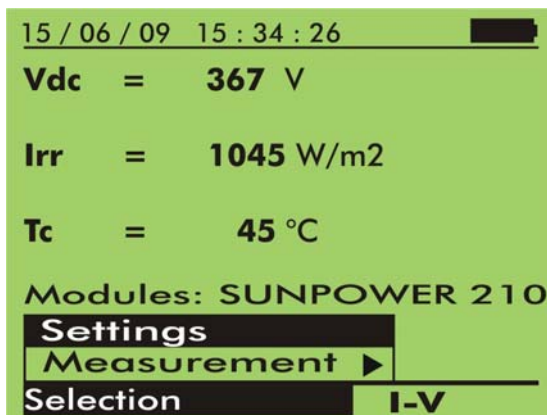 15 / 06 / 09 15 : 34 : 26
Vdc = 367 V
Irr = 1045 W/m2
Tc = 45 °C
Modules: SUNPOWER 210
Settings
Measurement ▶
Selection I-V